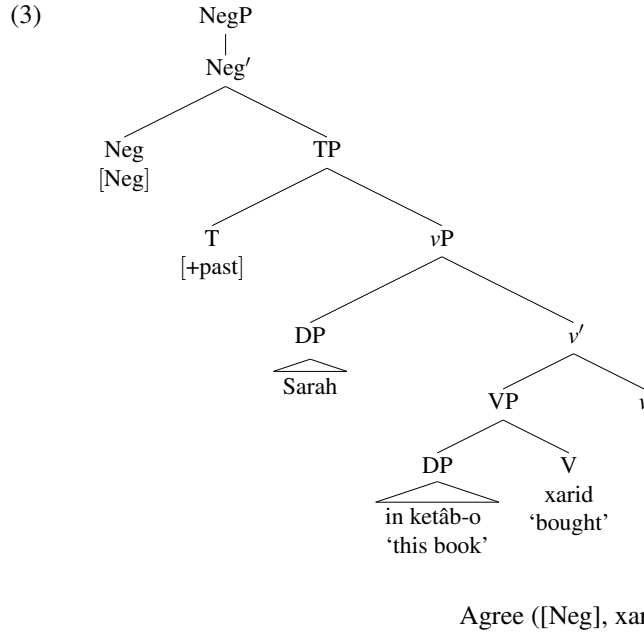 (3)
NegP
Neg′
Neg TP
[Neg]
T vP
[+past]
DP v′
Sarah
VP
DP V
in ketâb-o xarid
‘this book’ ‘bought’
Agree ([Neg],